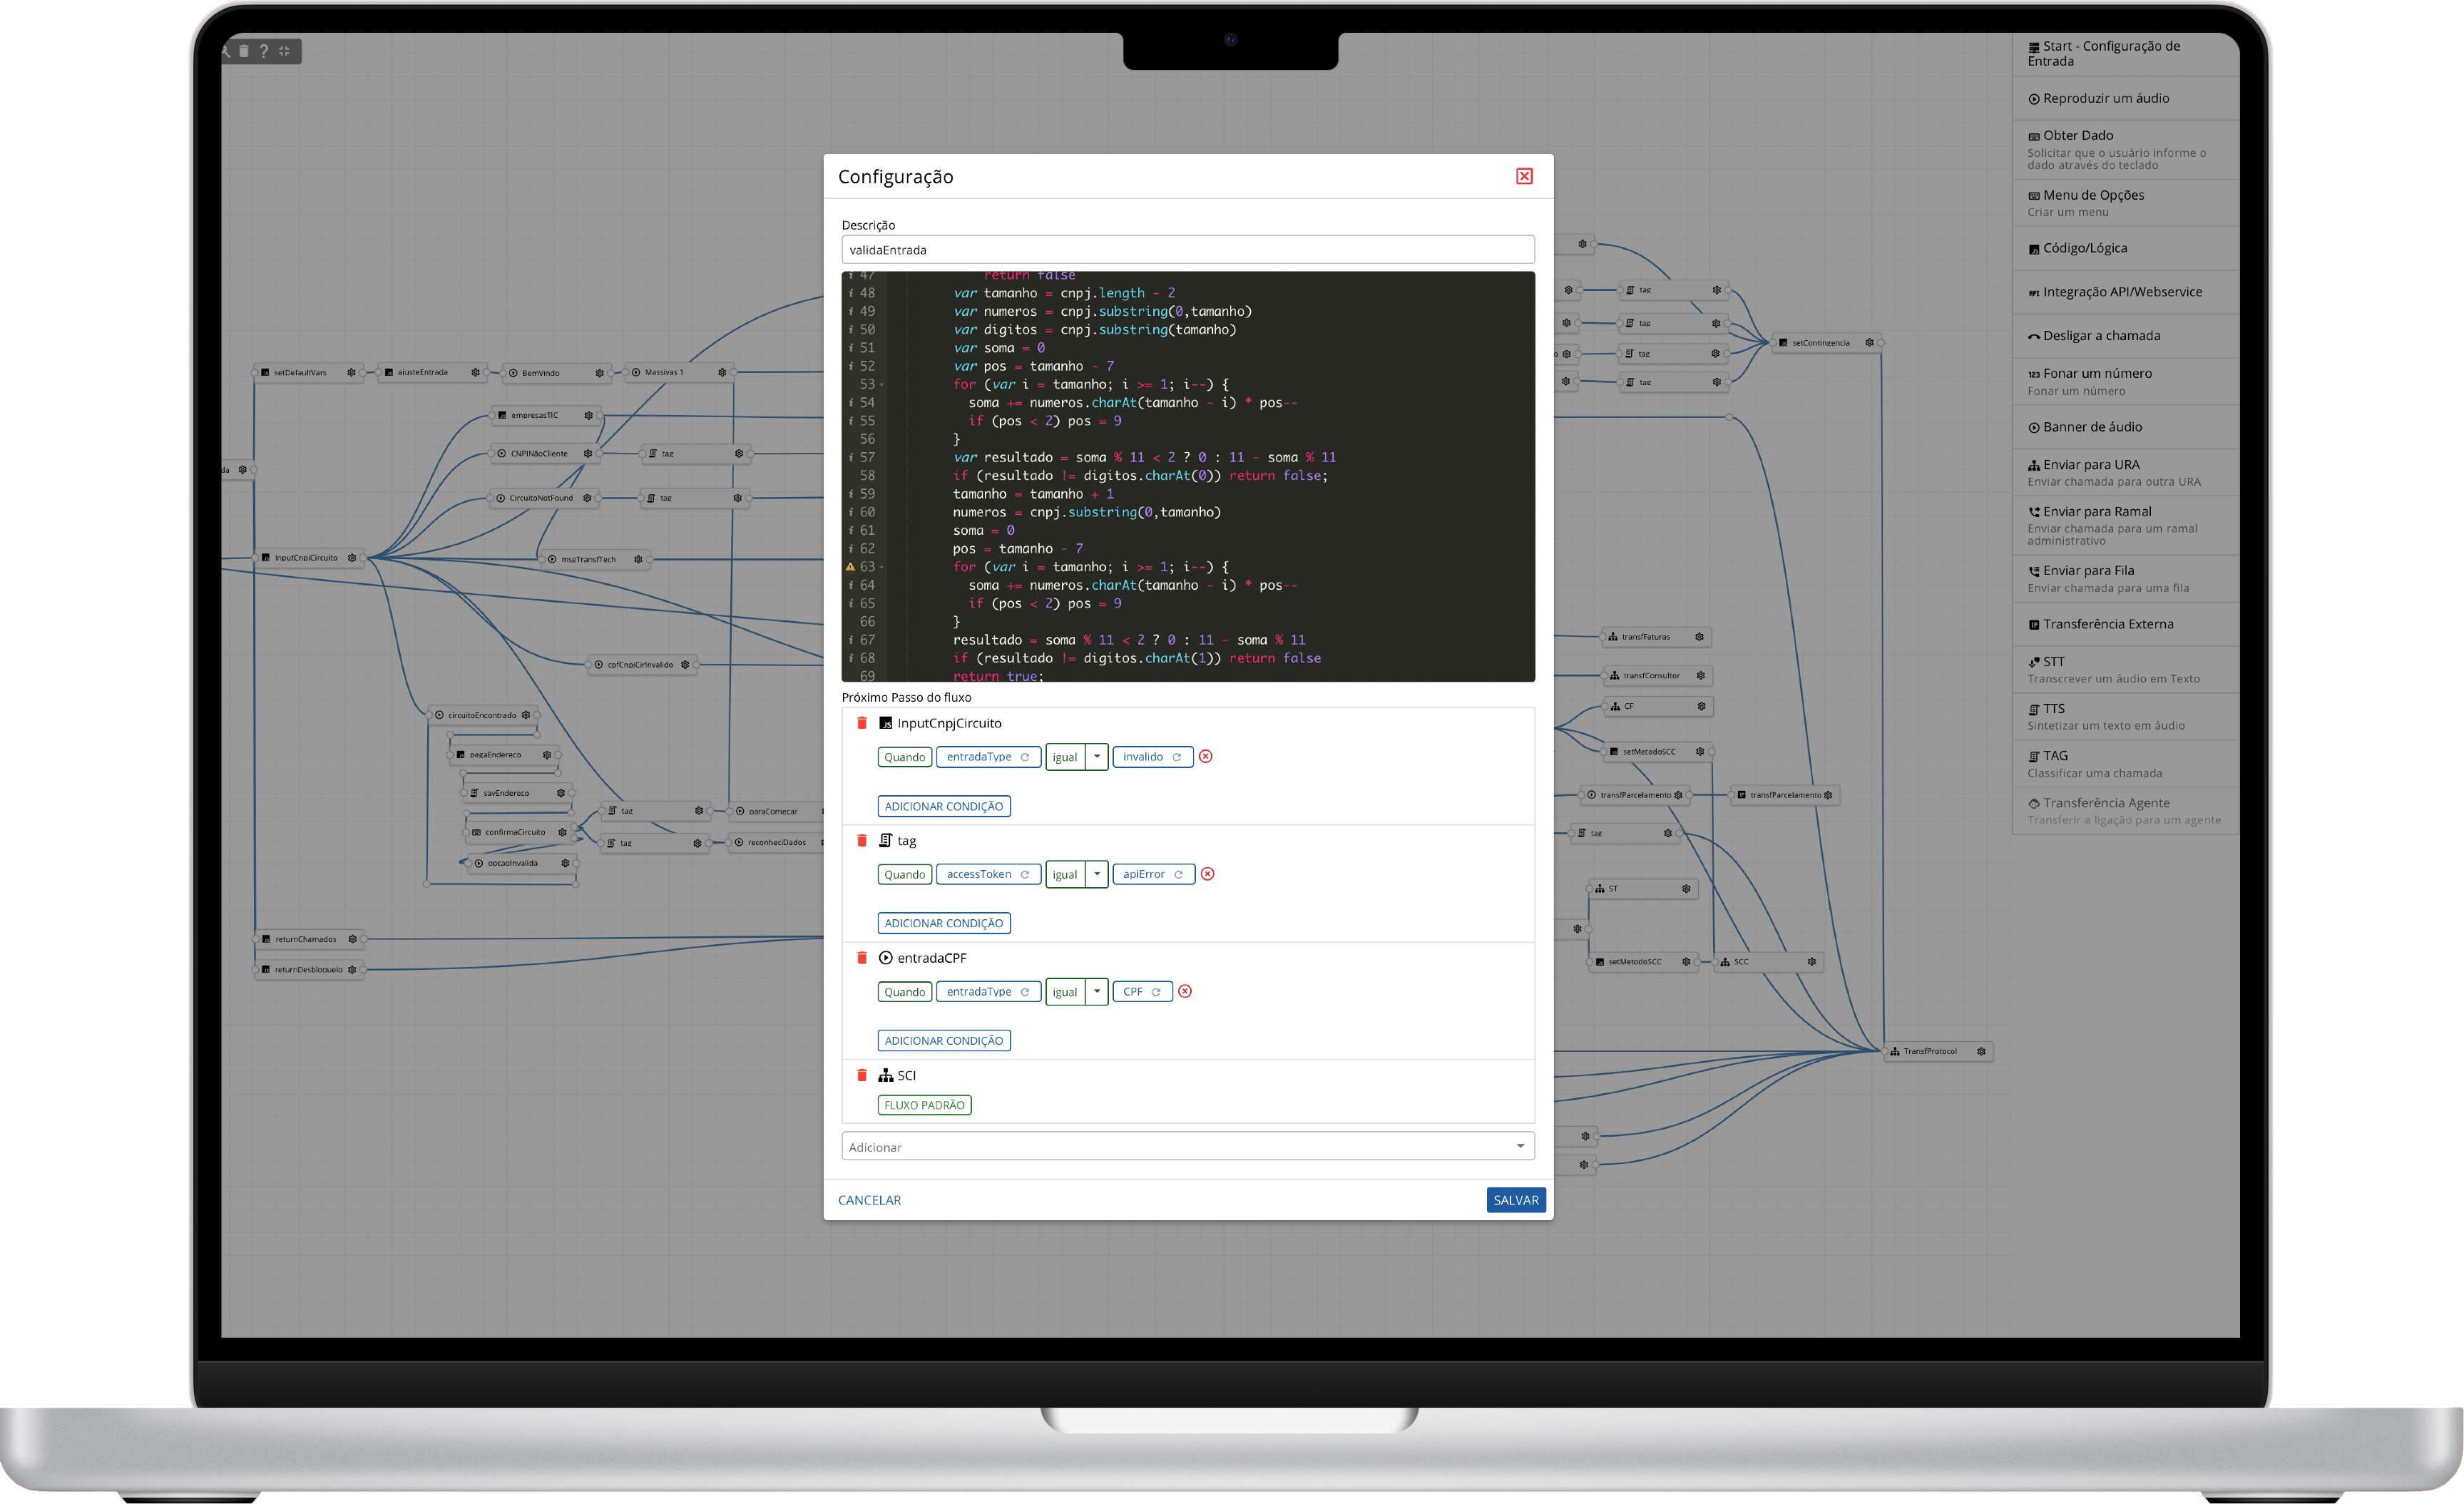 Configuração
Descrição
validaEntrada
47 return false
48 var tamanho = cnpj.length - 2
49 var numeros = cnpj.substring(0,tamanho)
50 var digitos = cnpj.substring(tamanho)
51 var soma = 0
52 var pos = tamanho - 7
53 for (var i = tamanho; i >= 1; i--) {
54 soma += numeros.charAt(tamanho - i) * pos--
55 if (pos < 2) pos = 9
56 }
57 var resultado = soma % 11 < 2 ? 0 : 11 - soma % 11
58 if (resultado != digitos.charAt(0)) return false;
59 tamanho = tamanho + 1
60 numeros = cnpj.substring(0,tamanho)
61 soma = 0
62 pos = tamanho - 7
63 for (var i = tamanho; i >= 1; i--) {
64 soma += numeros.charAt(tamanho - i) * pos--
65 if (pos < 2) pos = 9
66 }
67 resultado = soma % 11 < 2 ? 0 : 11 - soma % 11
68 if (resultado != digitos.charAt(1)) return false
69 return true;
Próximo Passo do fluxo
InputCnpjCircuito
Quando entradaType igual invalido
ADICIONAR CONDIÇÃO
tag
Quando accessToken igual apiError
ADICIONAR CONDIÇÃO
entradaCPF
Quando entradaType igual CPF
ADICIONAR CONDIÇÃO
SCI
FLUXO PADRÃO
Adicionar
CANCELAR SALVAR
setDefaultVars
ajusteEntrada
BemVindo
Massivas 1
empresasTIC
CNPJNãoCliente
tag
da
CircuitoNotFound
tag
InputCnpjCircuito
msgTransfTech
cpfCnpjCirInvalido
circuitoEncontrado
pegaEndereco
sayEndereco
confirmaCircuito
opcaoInvalida
tag
paraComeçar
tag
reconheciDados
returnChamados
returnDesbloqueio
tag
tag
tag
tag
setContingencia
transfFaturas
transfConsultor
CF
setMetodoSCC
transfParcelamento
transfParcelamento
tag
ST
setMetodoSCC
SCC
TransfProtocol
Start - Configuração de
Entrada
Reproduzir um áudio
Obter Dado
Solicitar que o usuário informe o
dado através do teclado
Menu de Opções
Criar um menu
Código/Lógica
API Integração API/Webservice
Desligar a chamada
123 Fonar um número
Fonar um número
Banner de áudio
Enviar para URA
Enviar chamada para outra URA
Enviar para Ramal
Enviar chamada para um ramal
administrativo
Enviar para Fila
Enviar chamada para uma fila
Transferência Externa
STT
Transcrever um áudio em Texto
TTS
Sintetizar um texto em áudio
TAG
Classificar uma chamada
Transferência Agente
Transferir a ligação para um agente